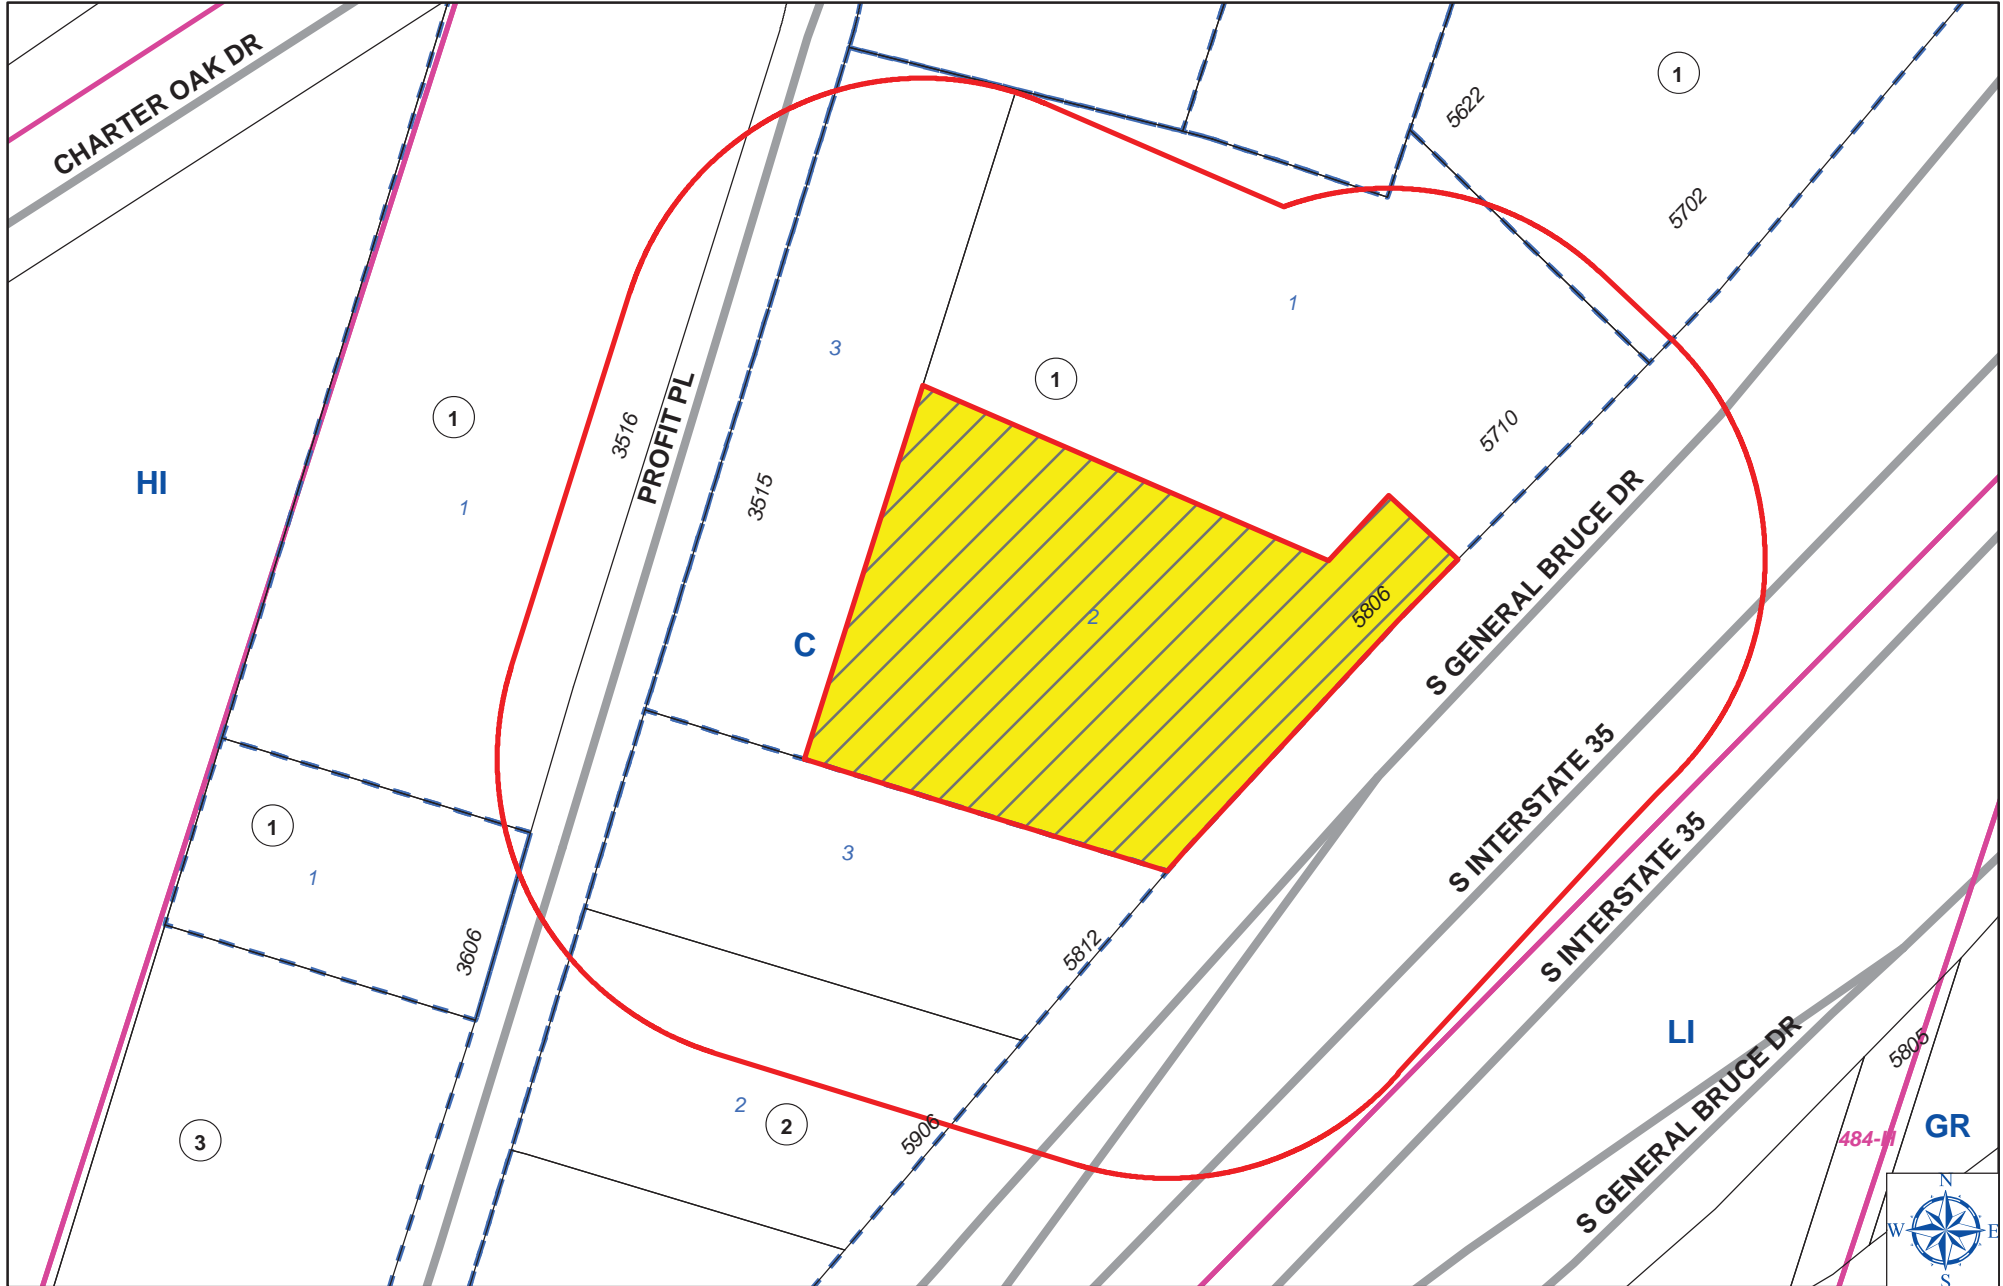 CHARTER OAK DR
1
5622
5702
1
3
1
1
3516
PROFIT PL
5710
HI
1
3515
S GENERAL BRUCE DR
C
2
5806
S INTERSTATE 35
1
3
S INTERSTATE 35
1
3606
5812
LI
S GENERAL BRUCE DR
5805
2
2
5906
3
484-H
GR
N
W
E
S